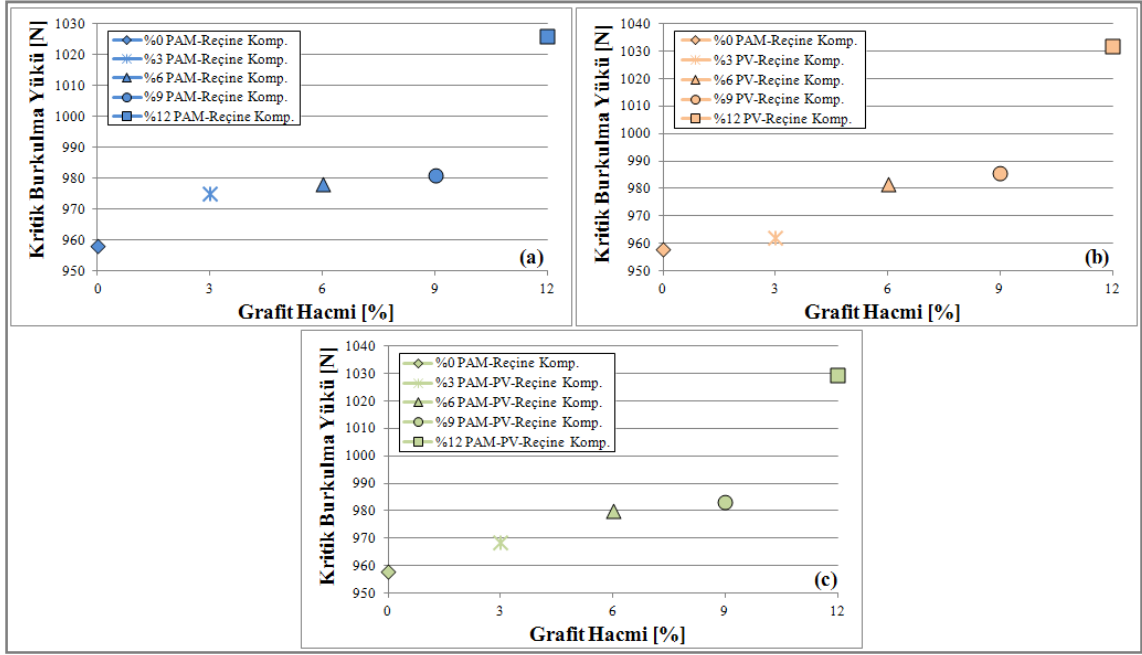 Kritik Burkulma Yükü [N]
1030
1020
1010
1000
990
980
970
960
950
%0 PAM-Reçine Komp.
%3 PAM-Reçine Komp.
%6 PAM-Reçine Komp.
%9 PAM-Reçine Komp.
%12 PAM-Reçine Komp.
(a)
0 3 6 9 12
Grafit Hacmi [%]
Kritik Burkulma Yükü [N]
1040
1030
1020
1010
1000
990
980
970
960
950
%0 PAM-Reçine Komp.
%3 PV-Reçine Komp.
%6 PV-Reçine Komp.
%9 PV-Reçine Komp.
%12 PV-Reçine Komp.
(b)
0 3 6 9 12
Grafit Hacmi [%]
Kritik Burkulma Yükü [N]
1040
1030
1020
1010
1000
990
980
970
960
950
%0 PAM-Reçine Komp.
%3 PAM-PV-Reçine Komp.
%6 PAM-PV-Reçine Komp.
%9 PAM-PV-Reçine Komp.
%12 PAM-PV-Reçine Komp.
(c)
0 3 6 9 12
Grafit Hacmi [%]